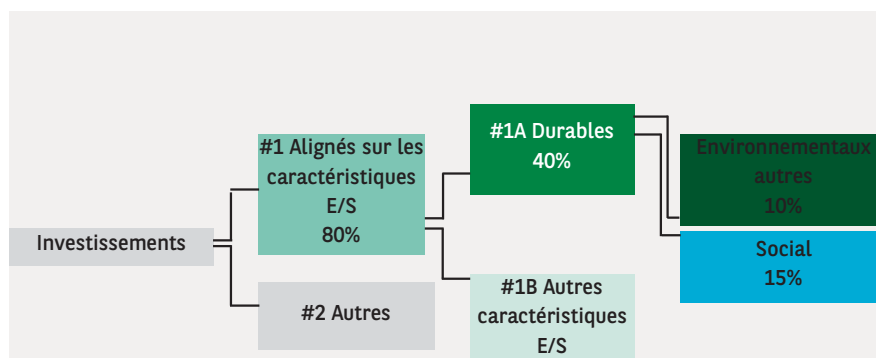 Investissements
#1 Alignés sur les
caractéristiques
E/S
80%
#2 Autres
#1A Durables
40%
#1B Autres
caractéristiques
E/S
Environnementaux
autres
10%
Social
15%